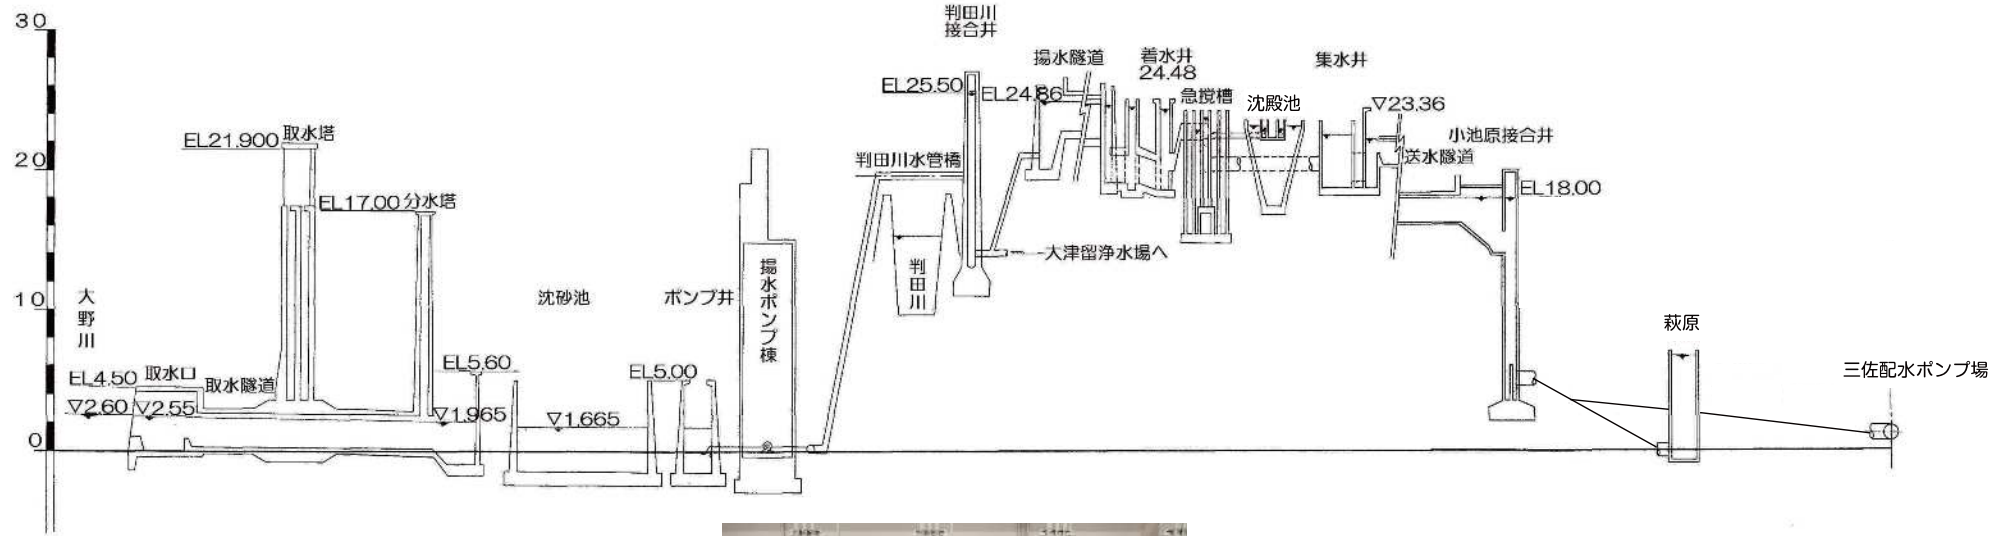 30
20
10
0
大野川
EL4.50
取水口
▽2.60
▽2.55
取水隧道
EL21.900
取水塔
EL17.00
分水塔
EL5.60
▽1.965
沈砂池
▽1.665
ポンプ井
EL5.00
揚水ポンプ棟
判田川水管橋
判田川
判田川
接合井
EL25.50
大津留浄水場へ
EL24.86
揚水隧道
着水井
24.48
急撹槽
沈殿池
集水井
▽23.36
小池原接合井
送水隧道
EL18.00
萩原
三佐配水ポンプ場